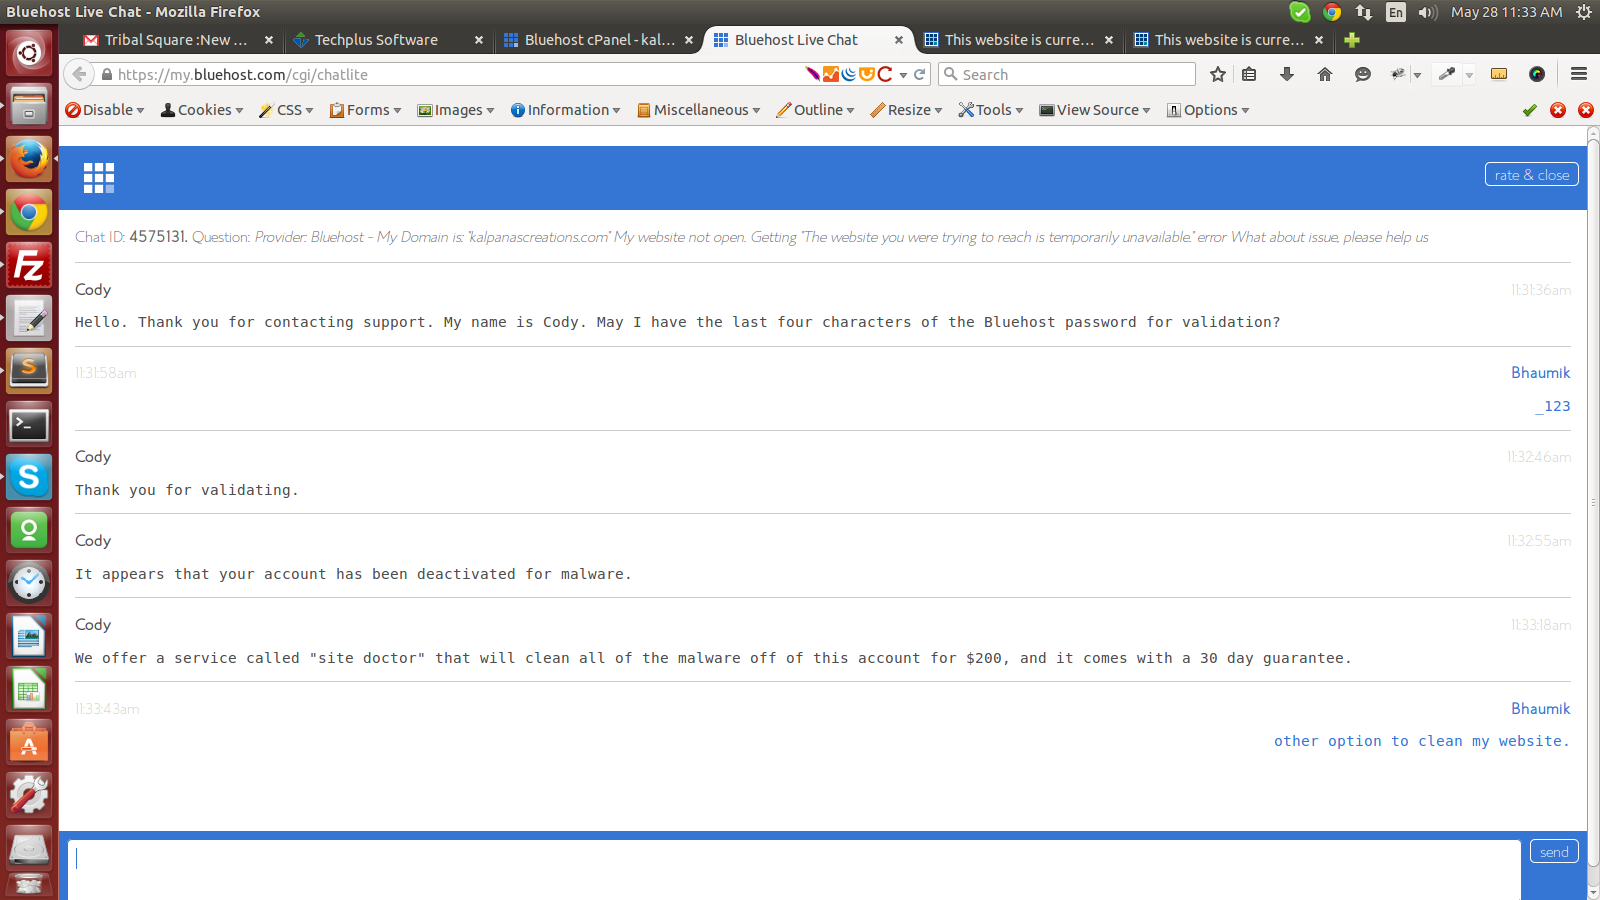 Bluehost Live Chat - Mozilla Firefox
En
May 28 11:33 AM
Tribal Square :New ...
Techplus Software
Bluehost cPanel - kal...
Bluehost Live Chat
This website is curre...
This website is curre...
https://my.bluehost.com/cgi/chatlite
Search
Disable
Cookies
CSS
Forms
Images
Information
Miscellaneous
Outline
Resize
Tools
View Source
Options
rate & close
Chat ID: 4575131. Question: Provider: Bluehost - My Domain is: "kalpanascreations.com" My website not open. Getting "The website you were trying to reach is temporarily unavailable." error What about issue, please help us
Cody
11:31:36am
Hello. Thank you for contacting support. My name is Cody. May I have the last four characters of the Bluehost password for validation?
11:31:58am
Bhaumik
_123
Cody
11:32:46am
Thank you for validating.
Cody
11:32:55am
It appears that your account has been deactivated for malware.
Cody
11:33:18am
We offer a service called "site doctor" that will clean all of the malware off of this account for $200, and it comes with a 30 day guarantee.
11:33:43am
Bhaumik
other option to clean my website.
send